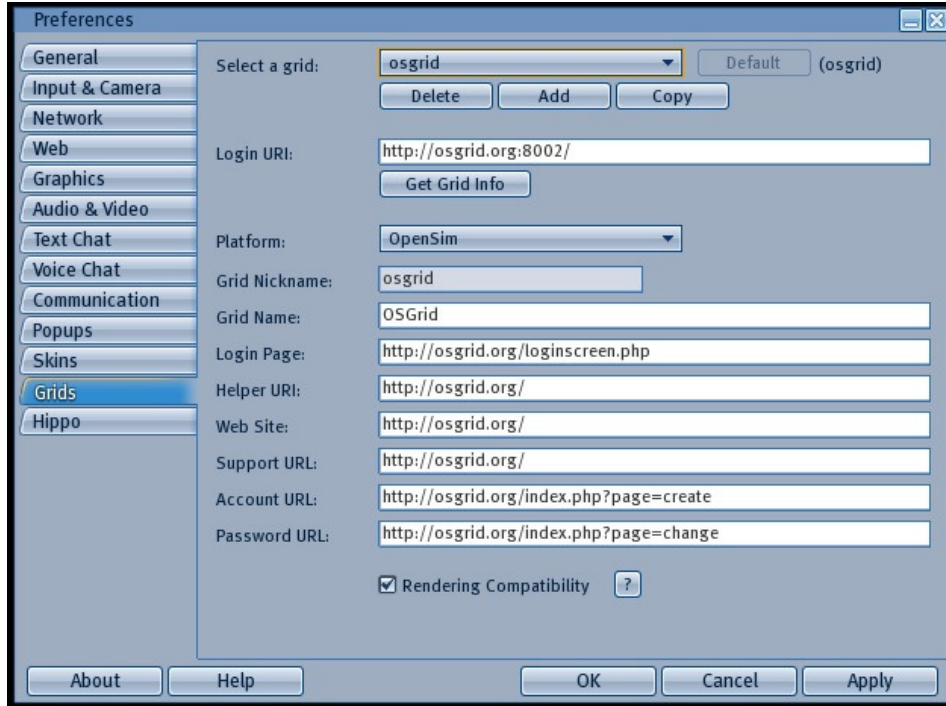 Preferences
General
Input & Camera
Network
Web
Graphics
Audio & Video
Text Chat
Voice Chat
Communication
Popups
Skins
Grids
Hippo
Select a grid: osgrid Default (osgrid)
Delete Add Copy
Login URI: http://osgrid.org:8002/
Get Grid Info
Platform: OpenSim
Grid Nickname: osgrid
Grid Name: OSGrid
Login Page: http://osgrid.org/loginscreen.php
Helper URI: http://osgrid.org/
Web Site: http://osgrid.org/
Support URL: http://osgrid.org/
Account URL: http://osgrid.org/index.php?page=create
Password URL: http://osgrid.org/index.php?page=change
Rendering Compatibility ?
About Help OK Cancel Apply